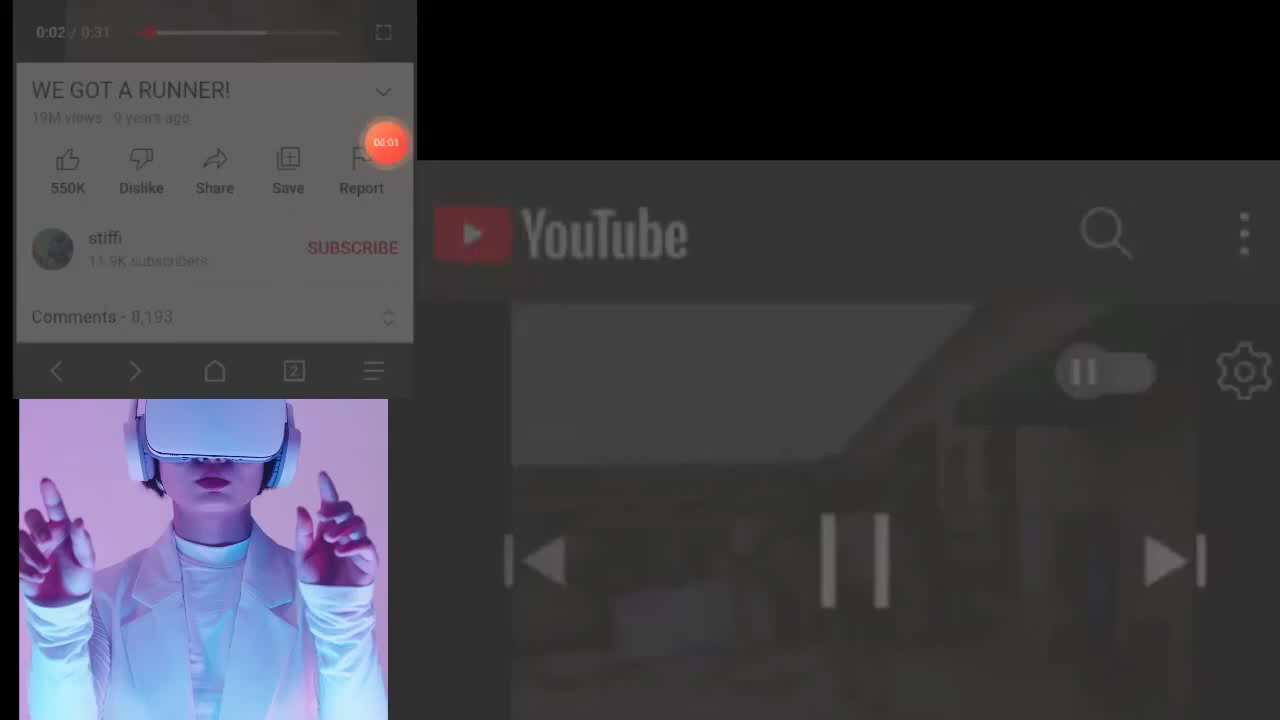 0:02 / 0:31
WE GOT A RUNNER!
19M views · 9 years ago
00:01
550K Dislike Share Save Report
stiffi
SUBSCRIBE
subscribers
Comments - 8,193
2
YouTube